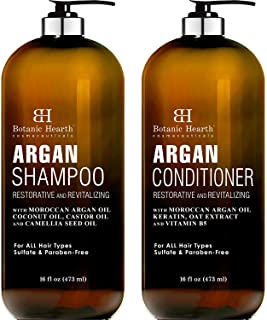 BH
Botanic Hearth
cosmeceuticals
ARGAN
SHAMPOO
RESTORATIVE AND REVITALIZING
WITH MOROCCAN ARGAN OIL
COCONUT OIL, CASTOR OIL
AND CAMELLIA SEED OIL
For ALL Hair Types
Sulfate & Paraben-Free
16 fl oz (473 ml)
BH
Botanic Hearth
cosmeceuticals
ARGAN
CONDITIONER
RESTORATIVE AND REVITALIZING
WITH MOROCCAN ARGAN OIL,
KERATIN, OAT EXTRACT
AND VITAMIN B5
For ALL Hair Types
Sulfate & Paraben-Free
16 fl oz (473 ml)